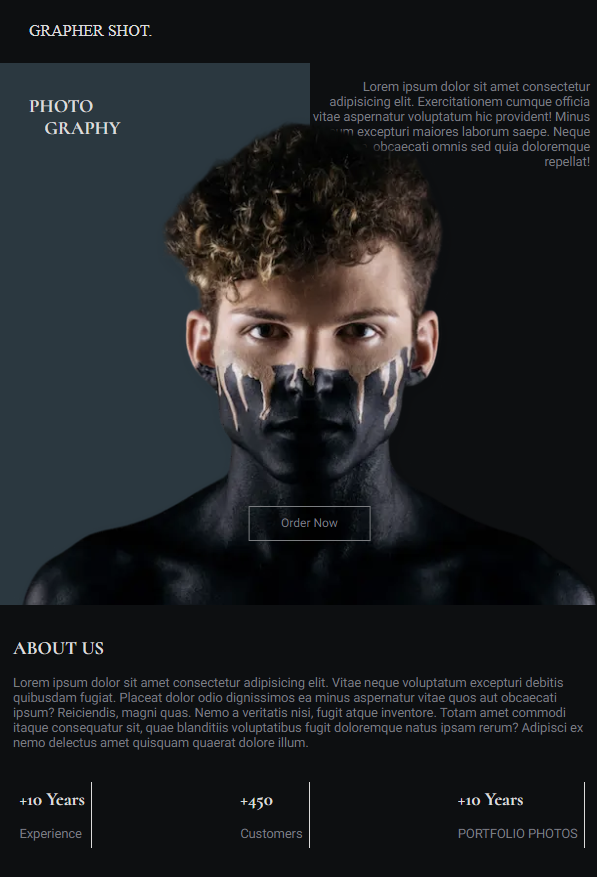 GRAPHER SHOT.
PHOTO
GRAPHY
Lorem ipsum dolor sit amet consectetur
adipisicing elit. Exercitationem cumque officia
vitae aspernatur voluptatum hic provident! Minus
excepturi maiores laborum saepe. Neque
obcaecati omnis sed quia doloremque
repellat!
Order Now
ABOUT US
Lorem ipsum dolor sit amet consectetur adipisicing elit. Vitae neque voluptatum excepturi debitis
quibusdam fugiat. Placeat dolor odio dignissimos ea minus aspernatur vitae quos aut obcaecati
ipsum? Reiciendis, magni quas. Nemo a veritatis nisi, fugit atque inventore. Totam amet commodi
itaque consequatur sit, quae blanditiis voluptatibus fugit doloremque natus ipsam rerum? Adipisci ex
nemo delectus amet quisquam quaerat dolore illum.
+10 Years
Experience
+450
Customers
+10 Years
PORTFOLIO PHOTOS